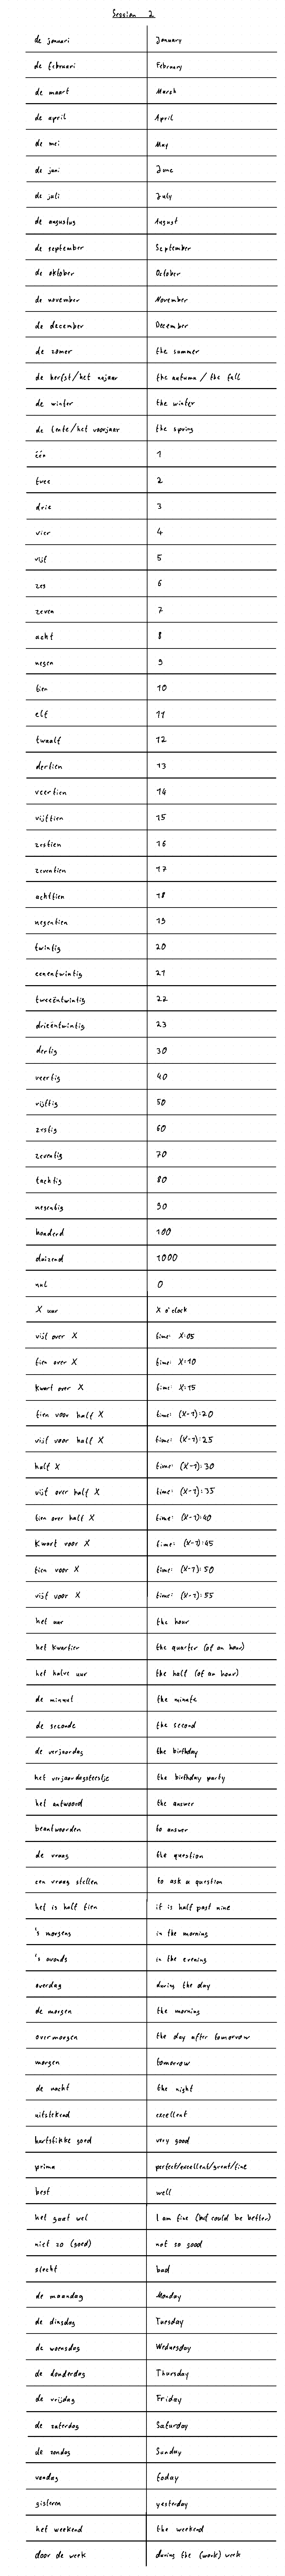 Session 2
de januari January
de februari February
de maart March
de april April
de mei May
de juni June
de juli July
de augustus August
de september September
de oktober October
de november November
de december December
de zomer the summer
de herfst/het najaar the autumn / the fall
de winter the winter
de lente/het voorjaar the spring
één 1
twee 2
drie 3
vier 4
vijf 5
zes 6
zeven 7
acht 8
negen 9
tien 10
elf 11
twaalf 12
dertien 13
veertien 14
vijftien 15
zestien 16
zeventien 17
achttien 18
negentien 19
twintig 20
eenentwintig 21
tweeëntwintig 22
drieëntwintig 23
dertig 30
veertig 40
vijftig 50
zestig 60
zeventig 70
tachtig 80
negentig 90
honderd 100
duizend 1000
nul 0
X uur X o'clock
vijf over X time: X:05
tien over X time: X:10
kwart over X time: X:15
tien voor half X time: (X-1):20
vijf voor half X time: (X-1):25
half X time: (X-1):30
vijf over half X time: (X-1):35
tien over half X time: (X-1):40
kwart voor X time: (X-1):45
tien voor X time: (X-1):50
vijf voor X time: (X-1):55
het uur the hour
het kwartier the quarter (of an hour)
het halve uur the half (of an hour)
de minuut the minute
de seconde the second
de verjaardag the birthday
het verjaardagsfeestje the birthday party
het antwoord the answer
beantwoorden to answer
de vraag the question
een vraag stellen to ask a question
het is half tien it is half past nine
's morgens in the morning
's avonds in the evening
overdag during the day
de morgen the morning
overmorgen the day after tomorrow
morgen tomorrow
de nacht the night
uitstekend excellent
hartstikke goed very good
prima perfect/excellent/great/fine
best well
het gaat wel I am fine (but could be better)
niet zo (goed) not so good
slecht bad
de maandag Monday
de dinsdag Tuesday
de woensdag Wednesday
de donderdag Thursday
de vrijdag Friday
de zaterdag Saturday
de zondag Sunday
vandaag today
gisteren yesterday
het weekend the weekend
door de week during the (work) week